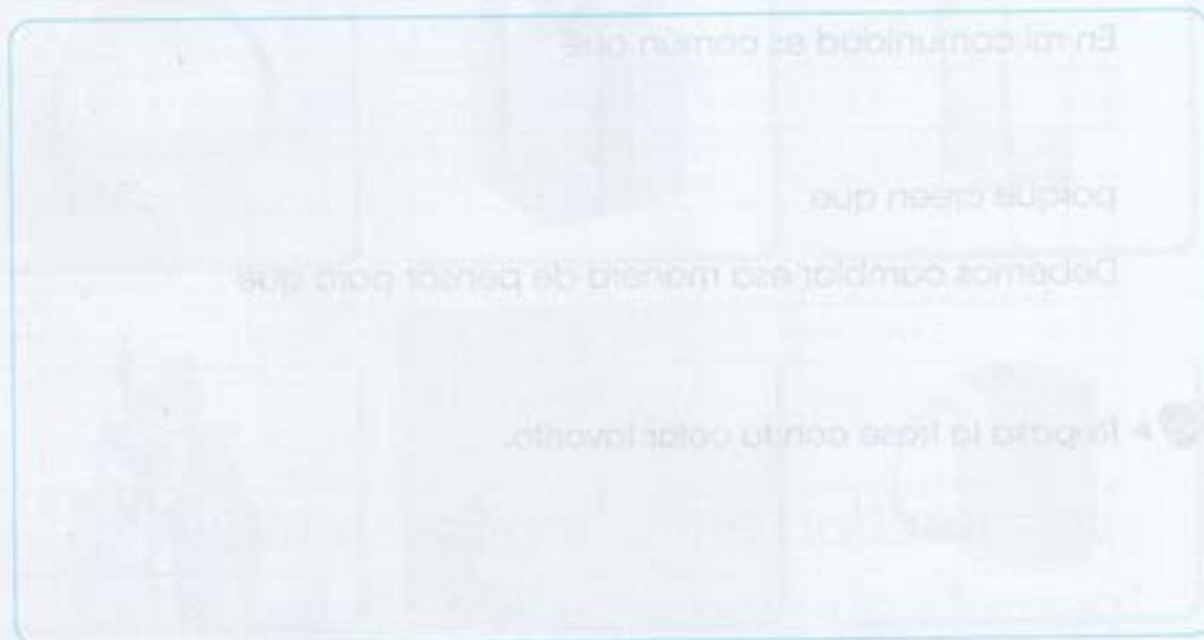 En mi comunidad es común que
porque creen que
Debemos cambiar esa manera de pensar para que
Repasa la frase con tu color favorito.